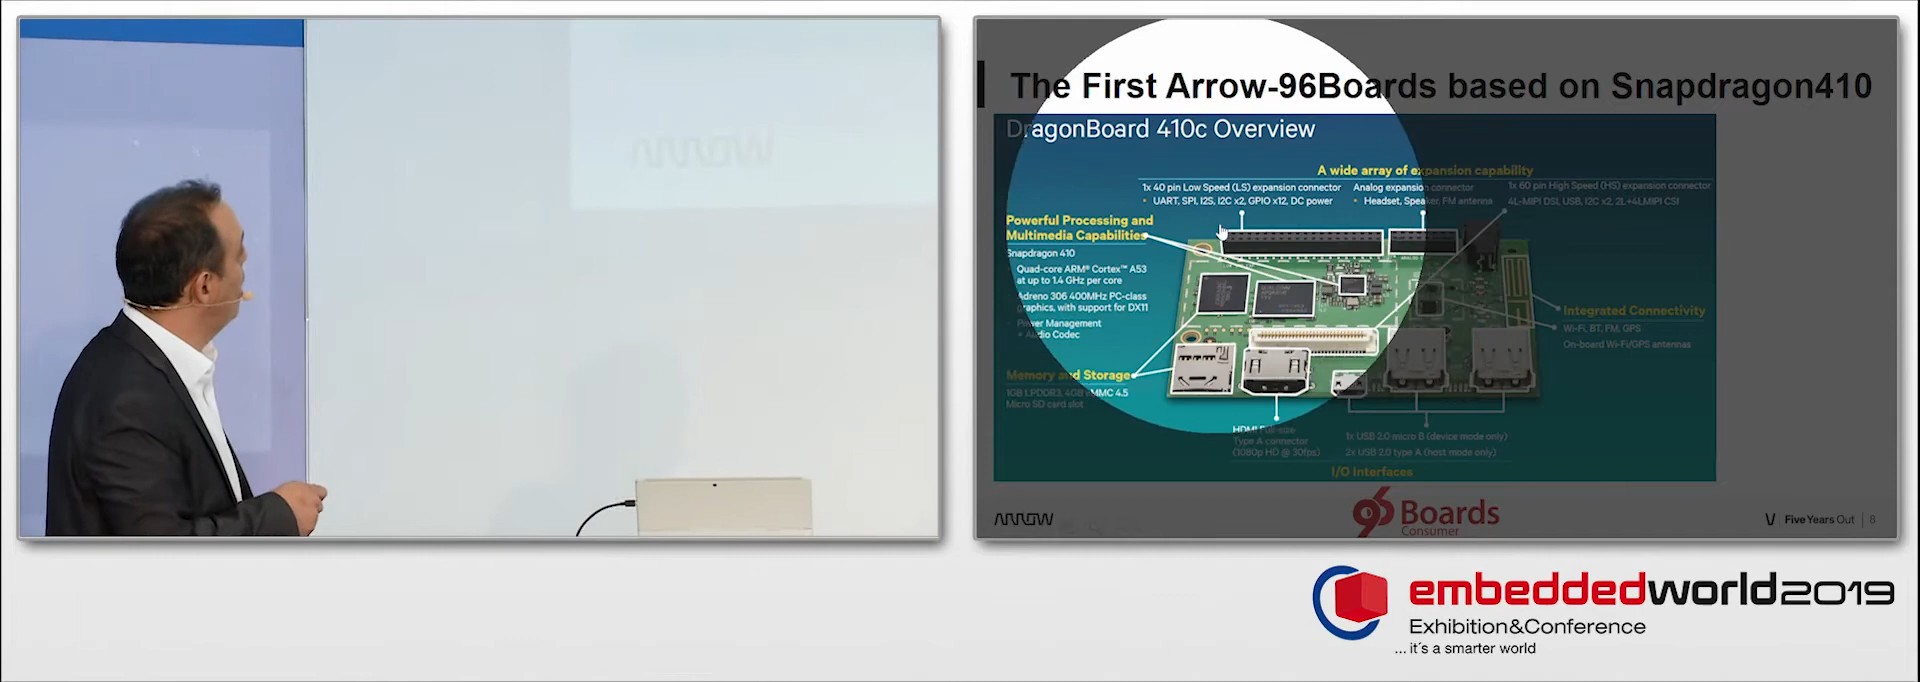 ARROW
The First Arrow-96Boards based on Snapdragon410
DragonBoard 410c Overview
A wide array of expansion capability
1x 40 pin Low Speed (LS) expansion connector
• UART, SPI, I2S, I2C x2, GPIO x12, DC power
Analog expansion connector
• Headset, Speaker, FM antenna
1x 60 pin High Speed (HS) expansion connector
4L-MIPI DSI, USB, I2C x2, 2L+4LMIPI CSI
Powerful Processing and
Multimedia Capabilities
Snapdragon 410
Quad-core ARM® Cortex™ A53
at up to 1.4 GHz per core
Adreno 306 400MHz PC-class
graphics, with support for DX11
Power Management
+ Audio Codec
Memory and Storage
1GB LPDDR3, 4GB eMMC 4.5
Micro SD card slot
Integrated Connectivity
Wi-Fi, BT, FM, GPS
On-board Wi-Fi/GPS antennas
HDMI Full-size
Type A connector
(1080p HD @ 30fps)
1x USB 2.0 micro B (device mode only)
2x USB 2.0 type A (host mode only)
I/O Interfaces
ARROW
96 Boards
Consumer
Five Years Out | 8
embeddedworld2019
Exhibition&Conference
... it's a smarter world